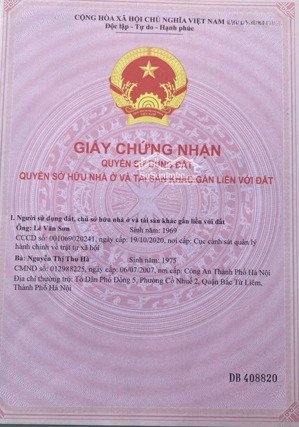 CỘNG HÒA XÃ HỘI CHỦ NGHĨA VIỆT NAM
Độc lập - Tự do - Hạnh phúc
GIẤY CHỨNG NHẬN
QUYỀN SỬ DỤNG ĐẤT
QUYỀN SỞ HỮU NHÀ Ở VÀ TÀI SẢN KHÁC GẮN LIỀN VỚI ĐẤT
I. Người sử dụng đất, chủ sở hữu nhà ở và tài sản khác gắn liền với đất
Ông: Lê Văn Sơn Sinh năm: 1969
CCCD số: 001069020241, ngày cấp: 19/10/2020, nơi cấp: Cục cảnh sát quản lý
hành chính về trật tự xã hội
Bà: Nguyễn Thị Thu Hà Sinh năm: 1975
CMND số: 012988225, ngày cấp: 06/07/2007, nơi cấp: Công An Thành Phố Hà Nội
Địa chỉ thường trú: Tổ Dân Phố Đông 5, Phường Cổ Nhuế 2, Quận Bắc Từ Liêm,
Thành Phố Hà Nội
DB 408820